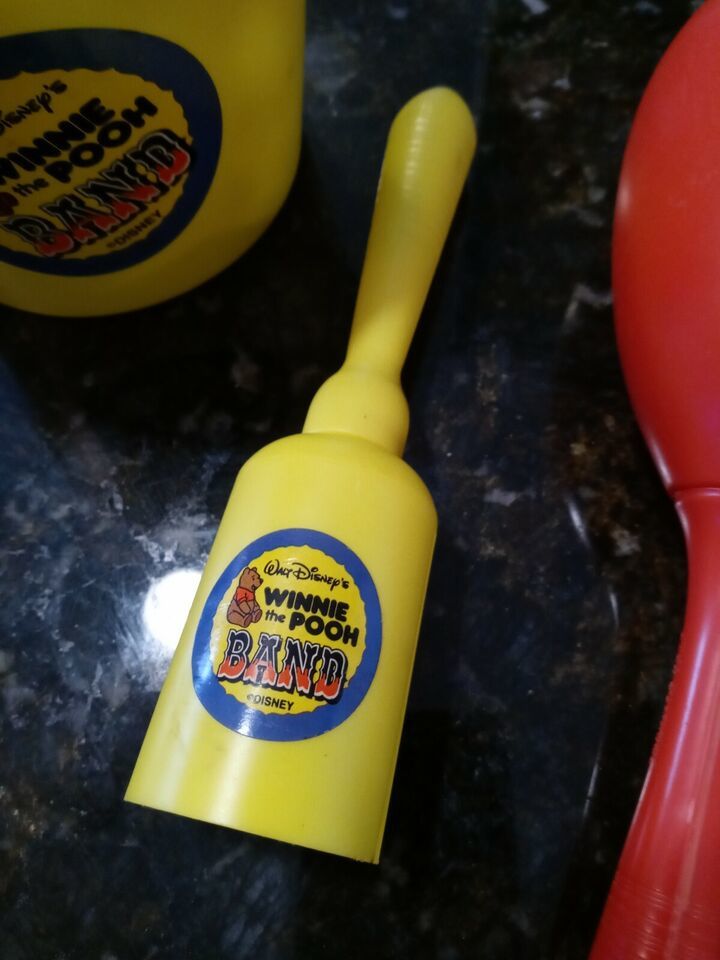 Disney's
WINNIE
the POOH
BAND
©DISNEY
Walt Disney's
WINNIE
the POOH
BAND
©DISNEY